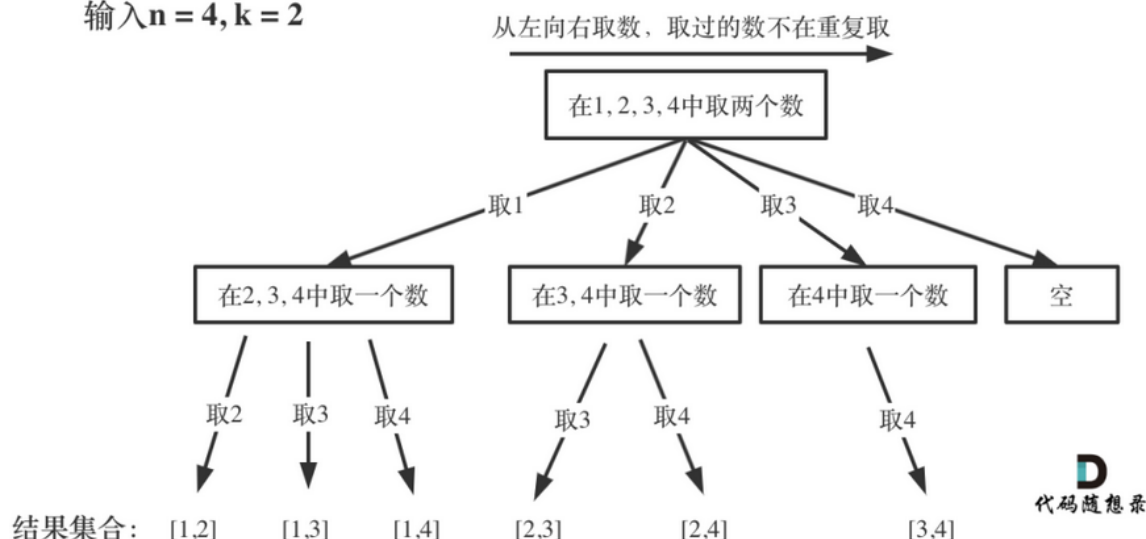 输入n = 4, k = 2
从左向右取数，取过的数不在重复取
在1, 2, 3, 4中取两个数
取1 取2 取3 取4
在2, 3, 4中取一个数 在3, 4中取一个数 在4中取一个数 空
取2 取3 取4 取3 取4 取4
代码随想录
结果集合： [1,2] [1,3] [1,4] [2,3] [2,4] [3,4]